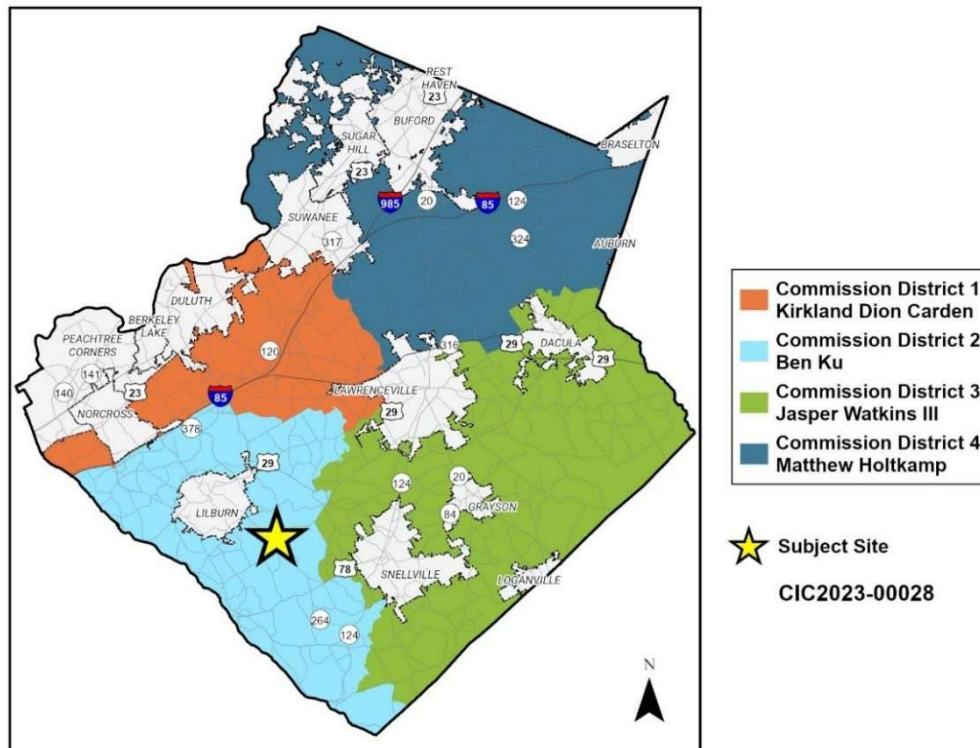 REST
HAVEN
23
BUFORD
SUGAR
HILL
23
BRASELTON
985
20
85
124
SUWANEE
317
324
AUBURN
DULUTH
BERKELEY
LAKE
PEACHTREE
CORNERS
141
140
23
NORCROSS
120
85
316
29
DACULA
29
LAWRENCEVILLE
29
378
29
LILBURN
124
20
GRAYSON
84
78
SNELLVILLE
LOGANVILLE
264
124
N
Commission District 1
Kirkland Dion Carden
Commission District 2
Ben Ku
Commission District 3
Jasper Watkins III
Commission District 4
Matthew Holtkamp
Subject Site
CIC2023-00028